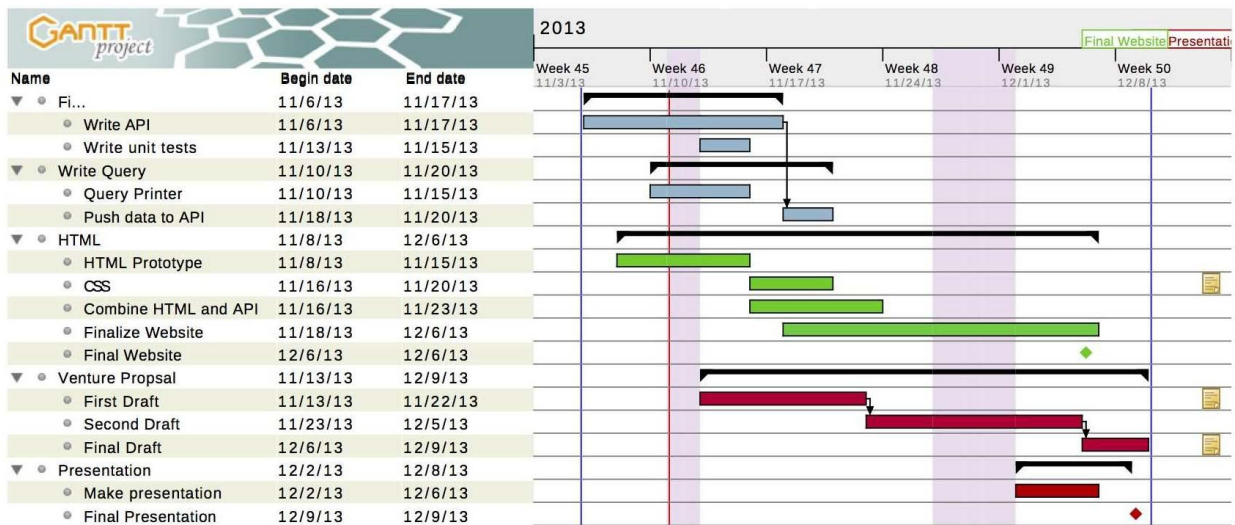 GANTT
project
2013
Final Website Presentati
Week 45 Week 46 Week 47 Week 48 Week 49 Week 50
11/3/13 11/10/13 11/17/13 11/24/13 12/1/13 12/8/13
Name Begin date End date
Fi... 11/6/13 11/17/13
Write API 11/6/13 11/17/13
Write unit tests 11/13/13 11/15/13
Write Query 11/10/13 11/20/13
Query Printer 11/10/13 11/15/13
Push data to API 11/18/13 11/20/13
HTML 11/8/13 12/6/13
HTML Prototype 11/8/13 11/15/13
CSS 11/16/13 11/20/13
Combine HTML and API 11/16/13 11/23/13
Finalize Website 11/18/13 12/6/13
Final Website 12/6/13 12/6/13
Venture Propsal 11/13/13 12/9/13
First Draft 11/13/13 11/22/13
Second Draft 11/23/13 12/5/13
Final Draft 12/6/13 12/9/13
Presentation 12/2/13 12/8/13
Make presentation 12/2/13 12/6/13
Final Presentation 12/9/13 12/9/13